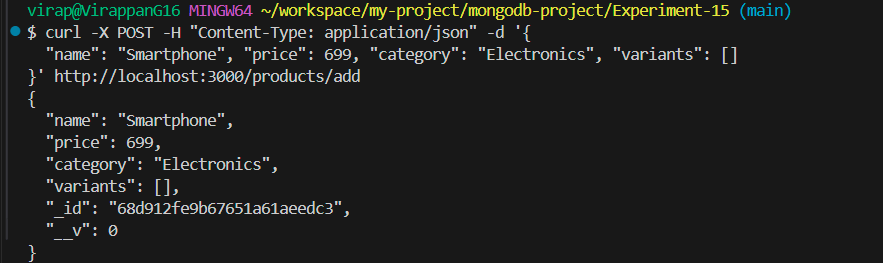 virap@VirappanG16 MINGW64 ~/workspace/my-project/mongodb-project/Experiment-15 (main)
$ curl -X POST -H "Content-Type: application/json" -d '{
  "name": "Smartphone", "price": 699, "category": "Electronics", "variants": []
}' http://localhost:3000/products/add
{
  "name": "Smartphone",
  "price": 699,
  "category": "Electronics",
  "variants": [],
  "_id": "68d912fe9b67651a61aeedc3",
  "__v": 0
}